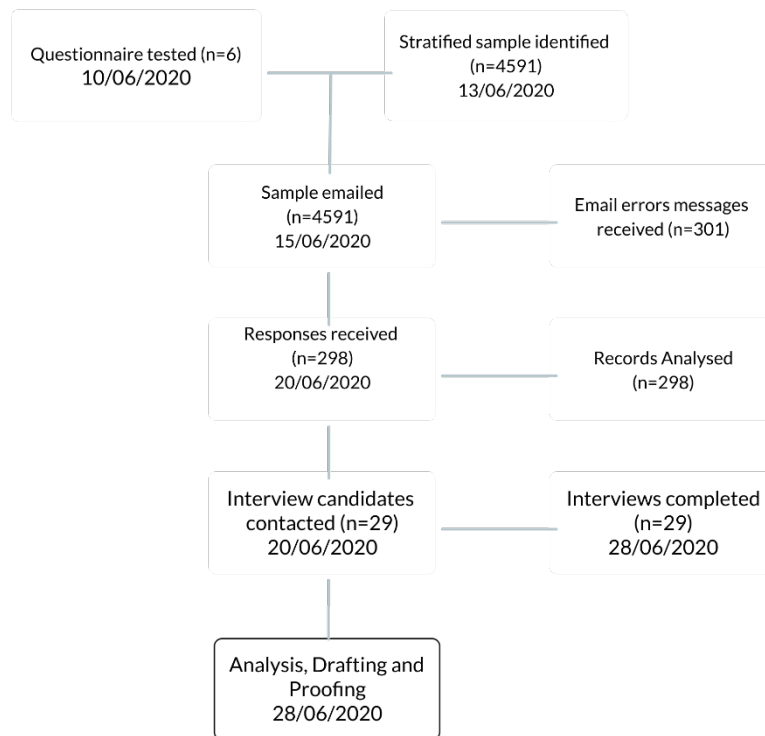 Questionnaire tested (n=6)
10/06/2020
Stratified sample identified
(n=4591)
13/06/2020
Sample emailed
(n=4591)
15/06/2020
Email errors messages
received (n=301)
Responses received
(n=298)
20/06/2020
Records Analysed
(n=298)
Interview candidates
contacted (n=29)
20/06/2020
Interviews completed
(n=29)
28/06/2020
Analysis, Drafting and
Proofing
28/06/2020